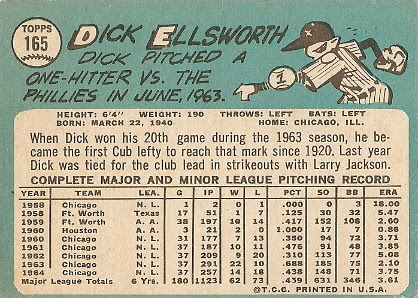 TOPPS
165
DICK ELLSWORTH
DICK PITCHED A
ONE-HITTER VS. THE
PHILLIES IN JUNE, 1963.
1
HEIGHT: 6'4" WEIGHT: 190 THROWS: LEFT BATS: LEFT
BORN: MARCH 22, 1940 HOME: CHICAGO, ILL.
When Dick won his 20th game during the 1963 season, he be-
came the first Cub lefty to reach that mark since 1920. Last year
Dick was tied for the club lead in strikeouts with Larry Jackson.
COMPLETE MAJOR AND MINOR LEAGUE PITCHING RECORD
YEAR TEAM LEA. G IP W L PCT SO R BB ERA
1958 Chicago N. L. 1 2 0 1 .000 0 3 3 18.00
1958 Ft. Worth Texas 17 51 1 7 .125 30 32 5.47
1959 Ft. Worth A. A. 38 197 10 14 .417 152 108 2.60
1960 Houston A. A. 3 21 2 0 1.000 17 7 0.86
1960 Chicago N. L. 31 177 7 13 .350 94 72 3.71
1961 Chicago N. L. 37 187 10 11 .476 91 48 3.85
1962 Chicago N. L. 37 209 9 20 .310 113 77 5.08
1963 Chicago N. L. 37 291 22 10 .688 185 75 2.10
1964 Chicago N. L. 37 257 14 18 .438 148 71 3.75
Major League Totals 6 Yrs. 180 1123 62 73 .459 631 346 3.61
©T.C.G. PRINTED IN U.S.A.